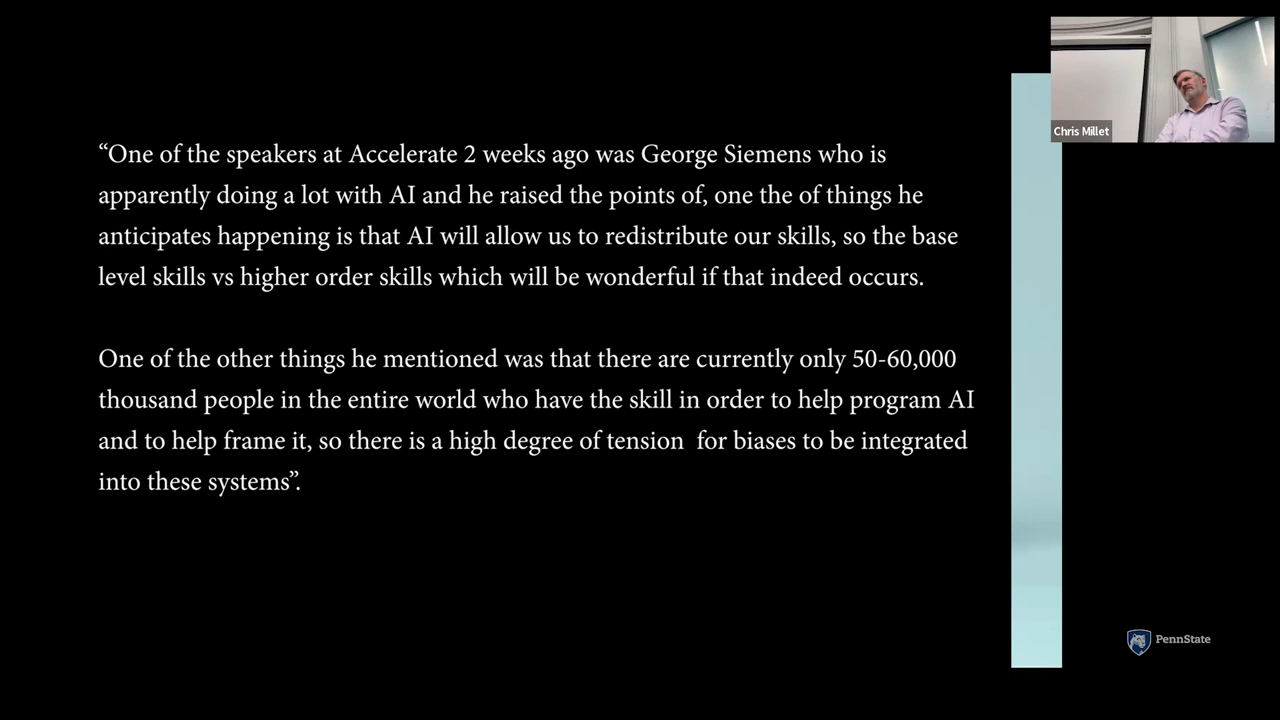 “One of the speakers at Accelerate 2 weeks ago was George Siemens who is
apparently doing a lot with AI and he raised the points of, one the of things he
anticipates happening is that AI will allow us to redistribute our skills, so the base
level skills vs higher order skills which will be wonderful if that indeed occurs.
One of the other things he mentioned was that there are currently only 50-60,000
thousand people in the entire world who have the skill in order to help program AI
and to help frame it, so there is a high degree of tension  for biases to be integrated
into these systems”.
Chris Millet
PennState